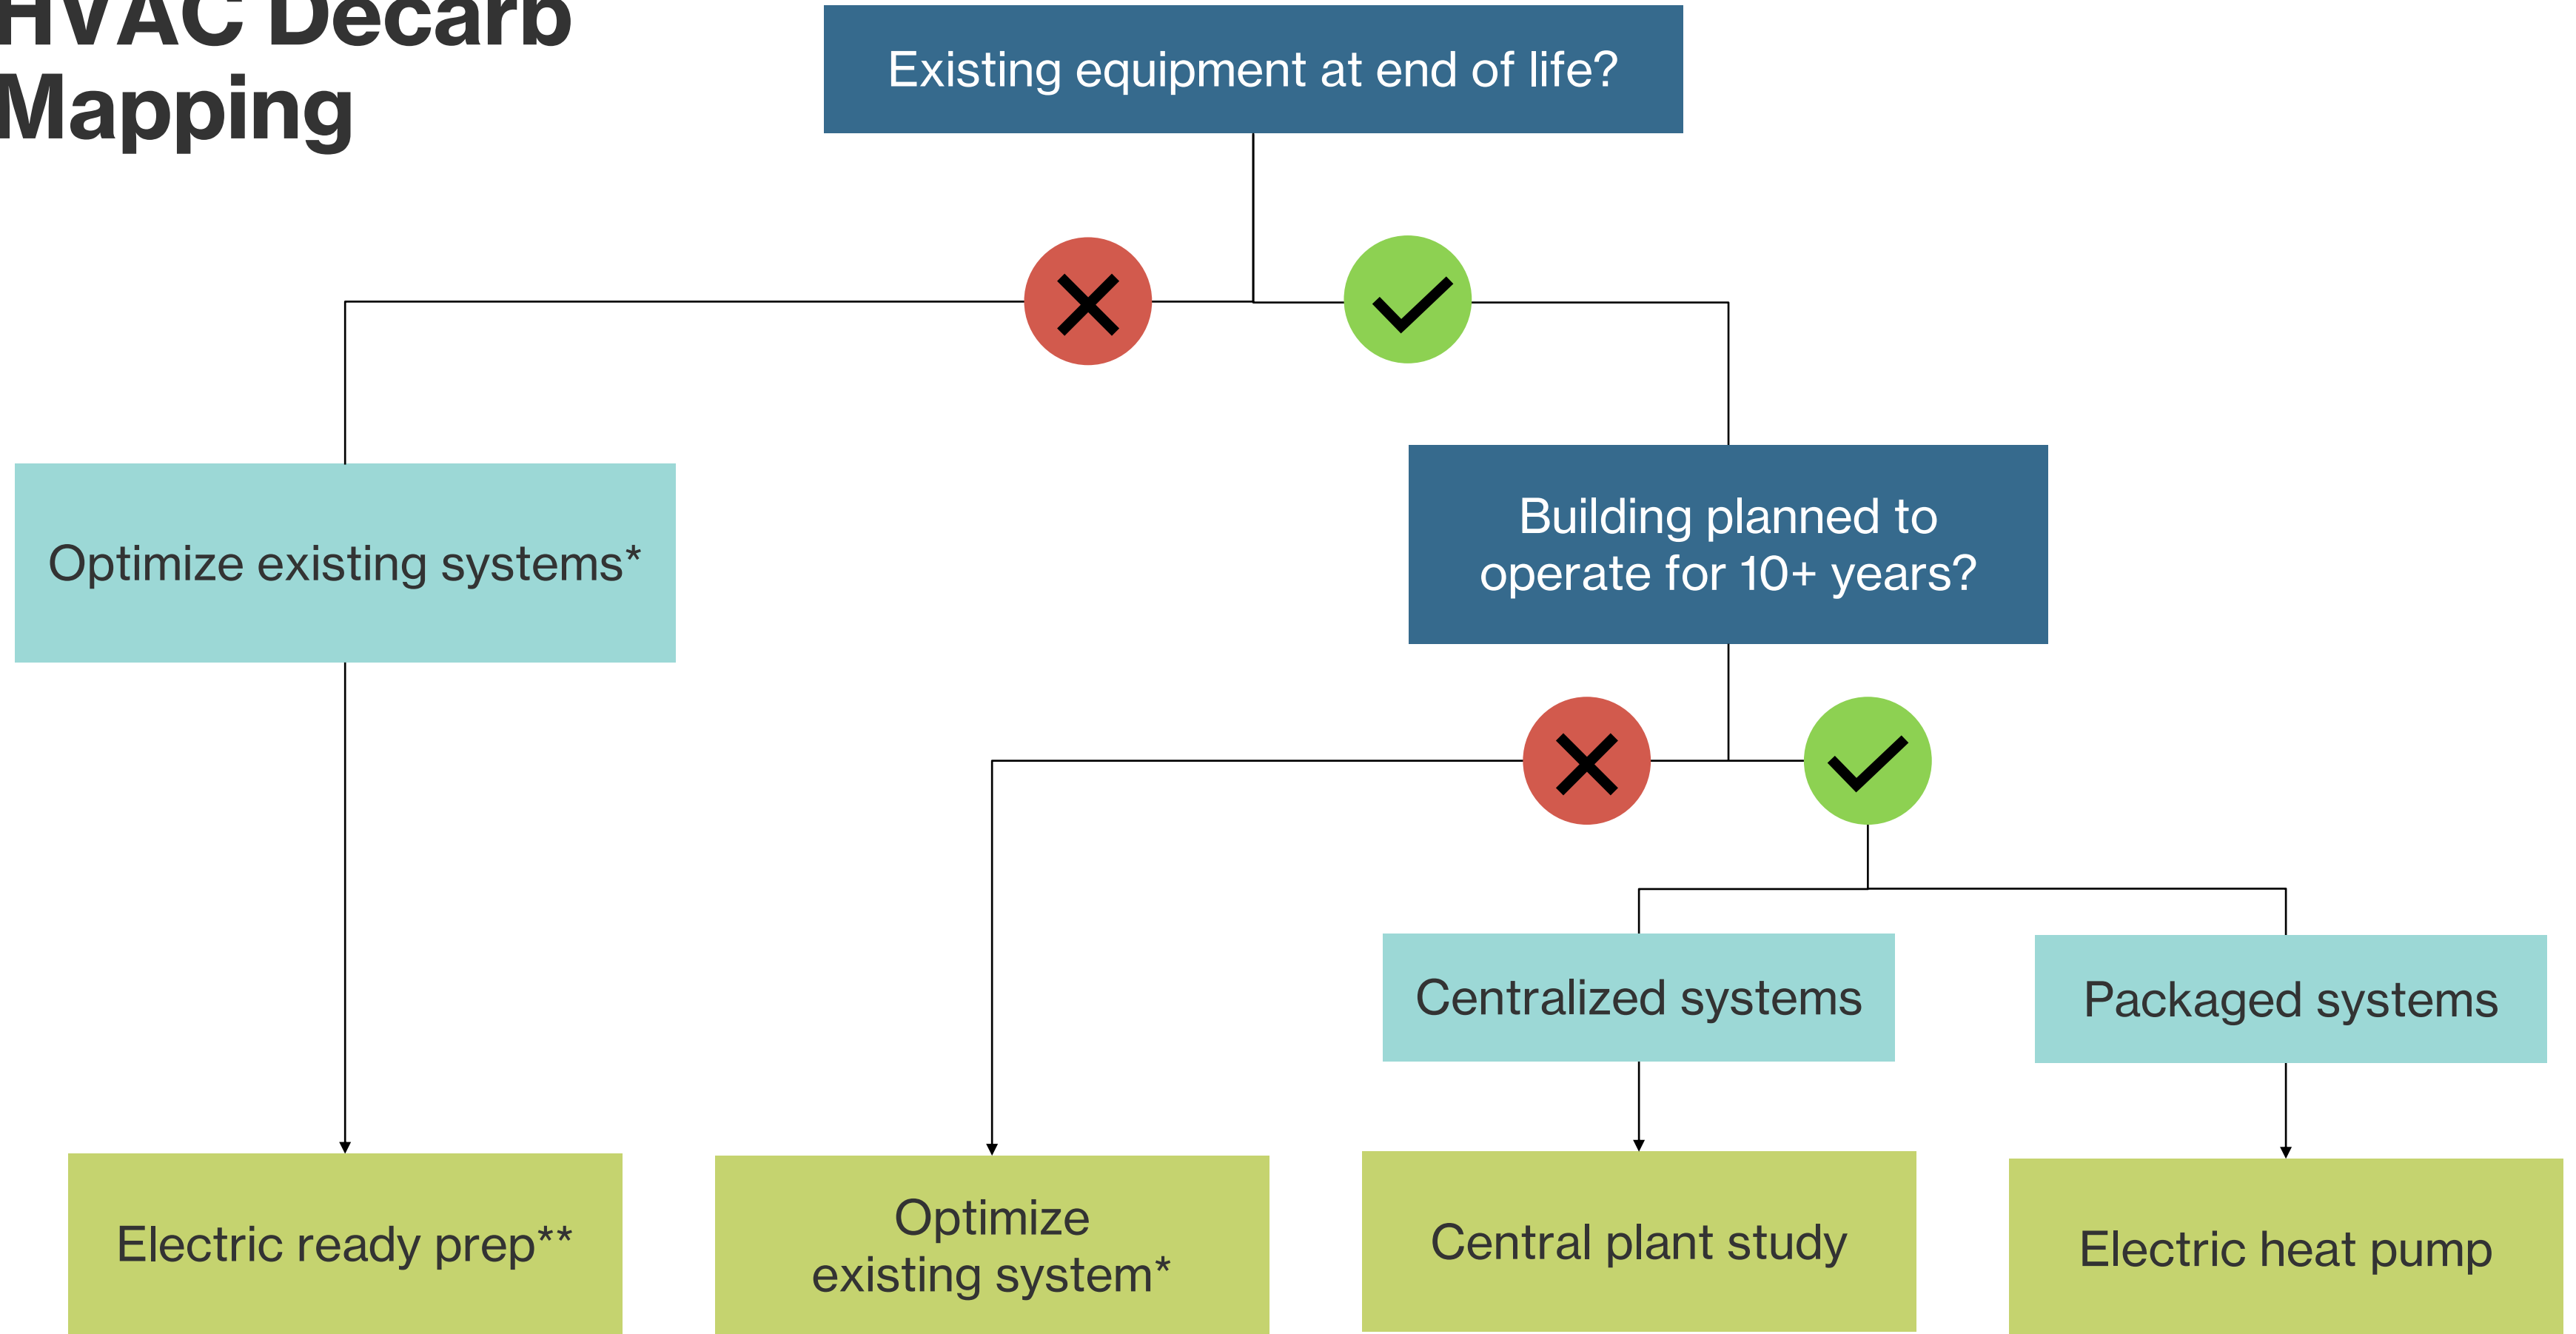 HVAC Decarb
Mapping
Existing equipment at end of life?
Optimize existing systems*
Building planned to
operate for 10+ years?
Centralized systems
Packaged systems
Electric ready prep**
Optimize
existing system*
Central plant study
Electric heat pump